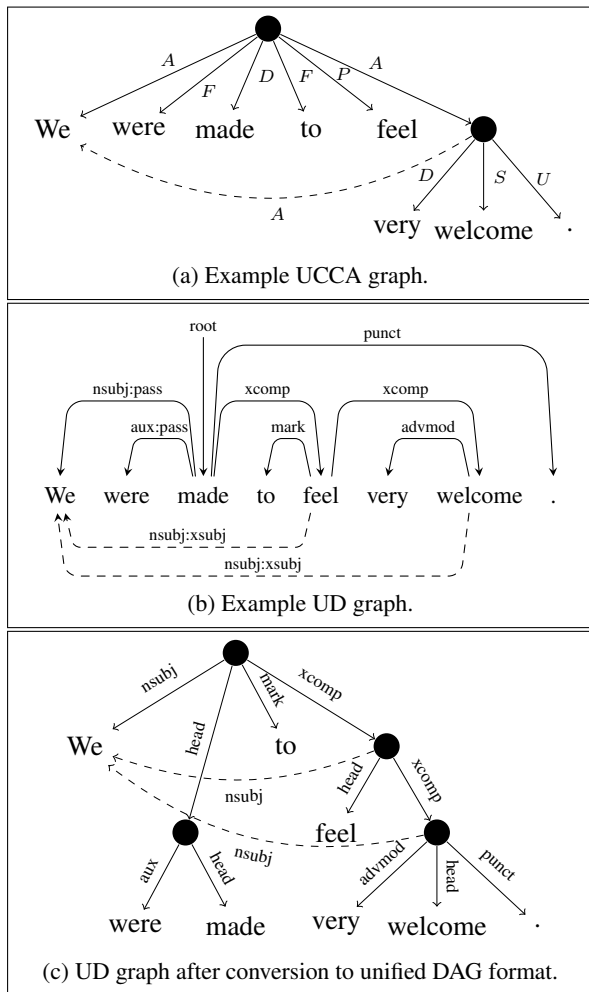 A F D F P A
We were made to feel
A
D S U
very welcome .
(a) Example UCCA graph.
root
punct
nsubj:pass xcomp xcomp
aux:pass mark advmod
We were made to feel very welcome .
nsubj:xsubj
nsubj:xsubj
(b) Example UD graph.
nsubj head mark xcomp
We to
nsubj head xcomp
feel
nsubj
aux head advmod head punct
were made very welcome .
(c) UD graph after conversion to unified DAG format.